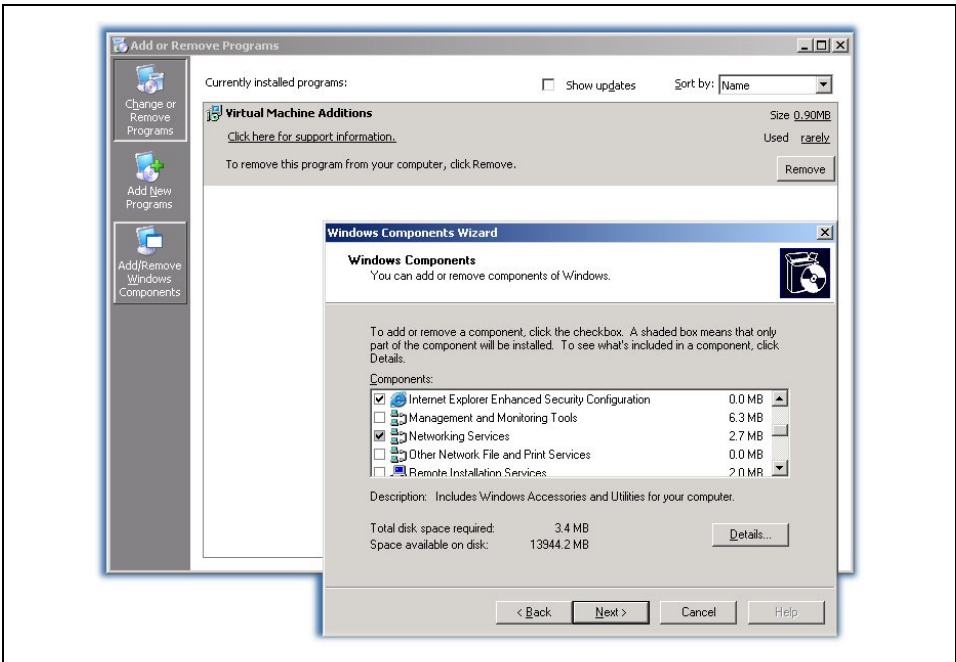 Add or Remove Programs
Change or
Remove
Programs
Add New
Programs
Add/Remove
Windows
Components
Currently installed programs:
Show updates
Sort by: Name
Virtual Machine Additions
Size 0.90MB
Click here for support information.
Used rarely
To remove this program from your computer, click Remove.
Remove
Windows Components Wizard
Windows Components
You can add or remove components of Windows.
To add or remove a component, click the checkbox. A shaded box means that only
part of the component will be installed. To see what's included in a component, click
Details.
Components:
Internet Explorer Enhanced Security Configuration 0.0 MB
Management and Monitoring Tools 6.3 MB
Networking Services 2.7 MB
Other Network File and Print Services 0.0 MB
Remote Installation Services 2.0 MB
Description: Includes Windows Accessories and Utilities for your computer.
Total disk space required: 3.4 MB
Space available on disk: 13944.2 MB
Details...
< Back
Next >
Cancel
Help